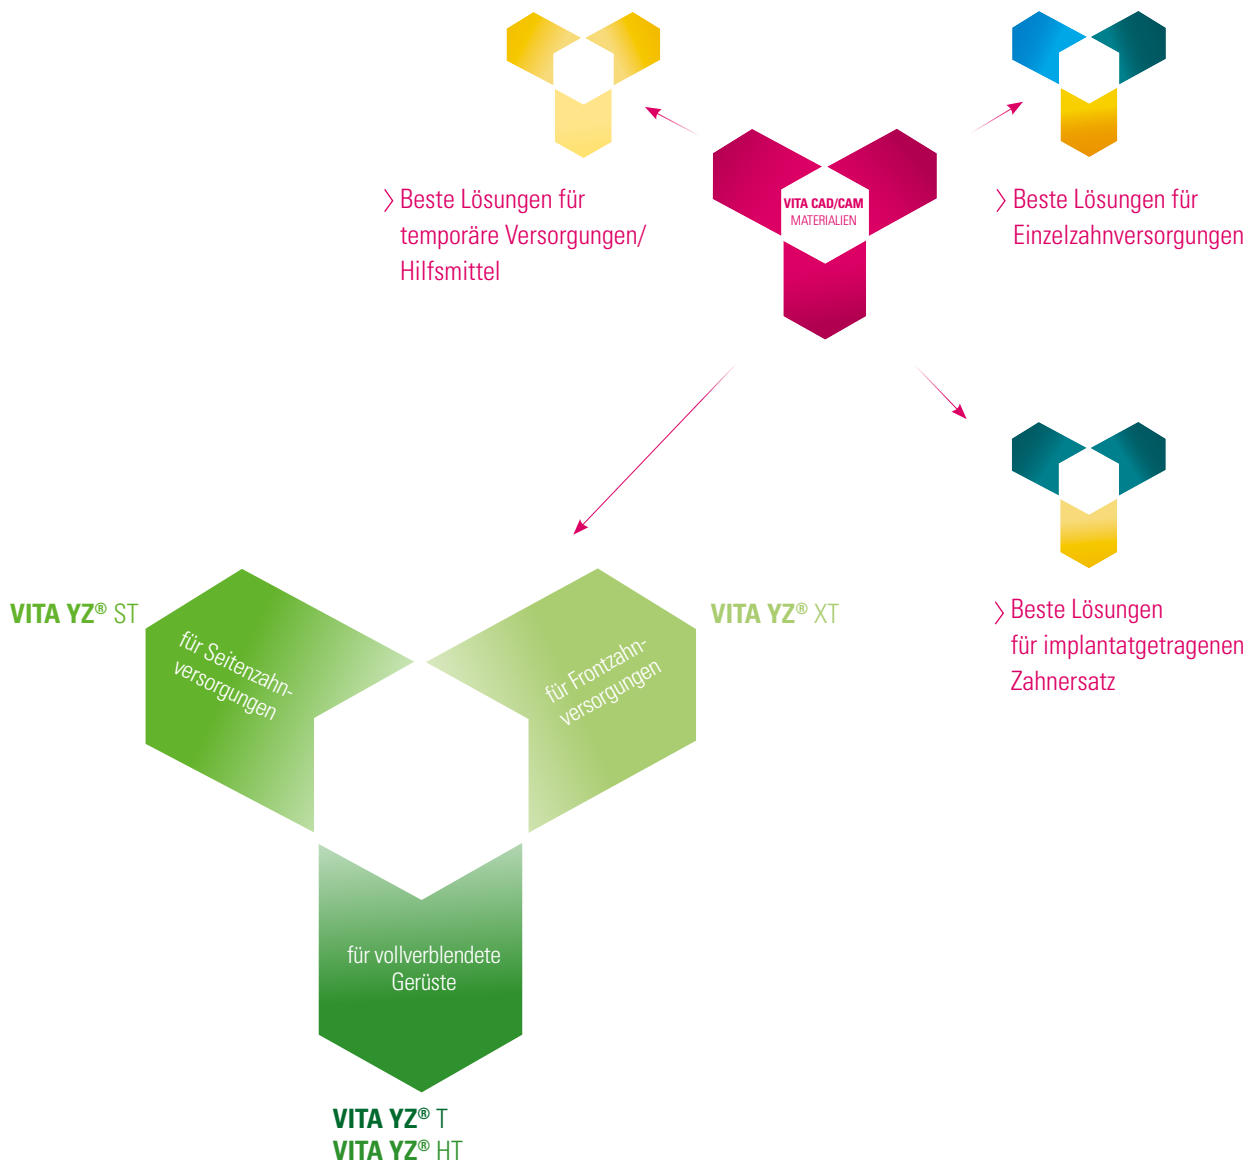 〉Beste Lösungen für
temporäre Versorgungen/
Hilfsmittel
VITA CAD/CAM
MATERIALIEN
〉Beste Lösungen für
Einzelzahnversorgungen
〉Beste Lösungen
für implantatgetragenen
Zahnersatz
VITA YZ® ST
für Seitenzahn-
versorgungen
für Frontzahn-
versorgungen
VITA YZ® XT
für vollverblendete
Gerüste
VITA YZ® T
VITA YZ® HT